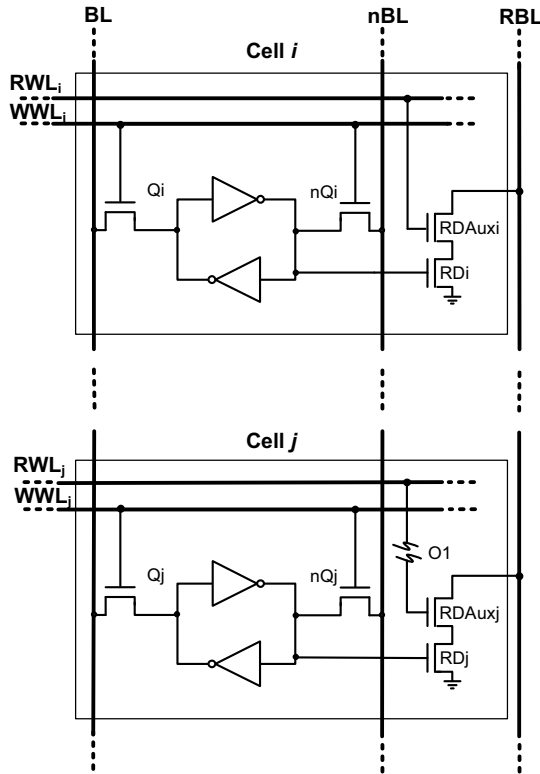 BL nBL RBL
Cell i
RWLi
WWLi
Qi nQi
RDAuxi
RDi
Cell j
RWLj
WWLj
O1
Qj nQj
RDAuxj
RDj